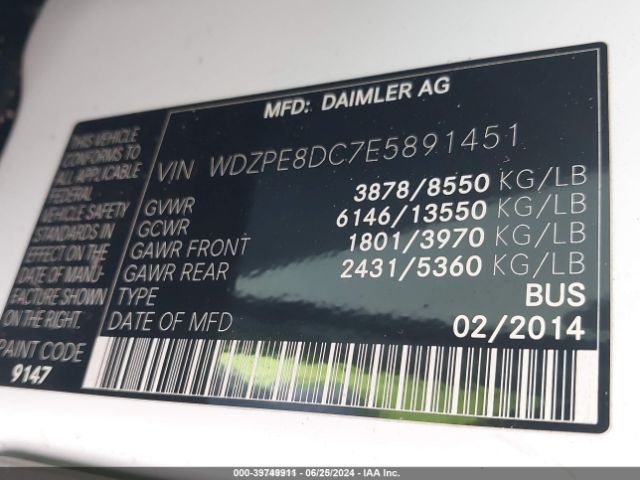 MFD: DAIMLER AG
THIS VEHICLE
CONFORMS TO
ALL APPLICABLE
FEDERAL
VEHICLE SAFETY
STANDARDS IN
EFFECT ON THE
DATE OF MANU-
FACTURE SHOWN
ON THE RIGHT.
PAINT CODE
9147
VIN WDZPE8DC7E5891451
GVWR 3878/8550 KG/LB
GCWR 6146/13550 KG/LB
GAWR FRONT 1801/3970 KG/LB
GAWR REAR 2431/5360 KG/LB
TYPE BUS
DATE OF MFD 02/2014
000-39749911 - 06/25/2024 - IAA Inc.